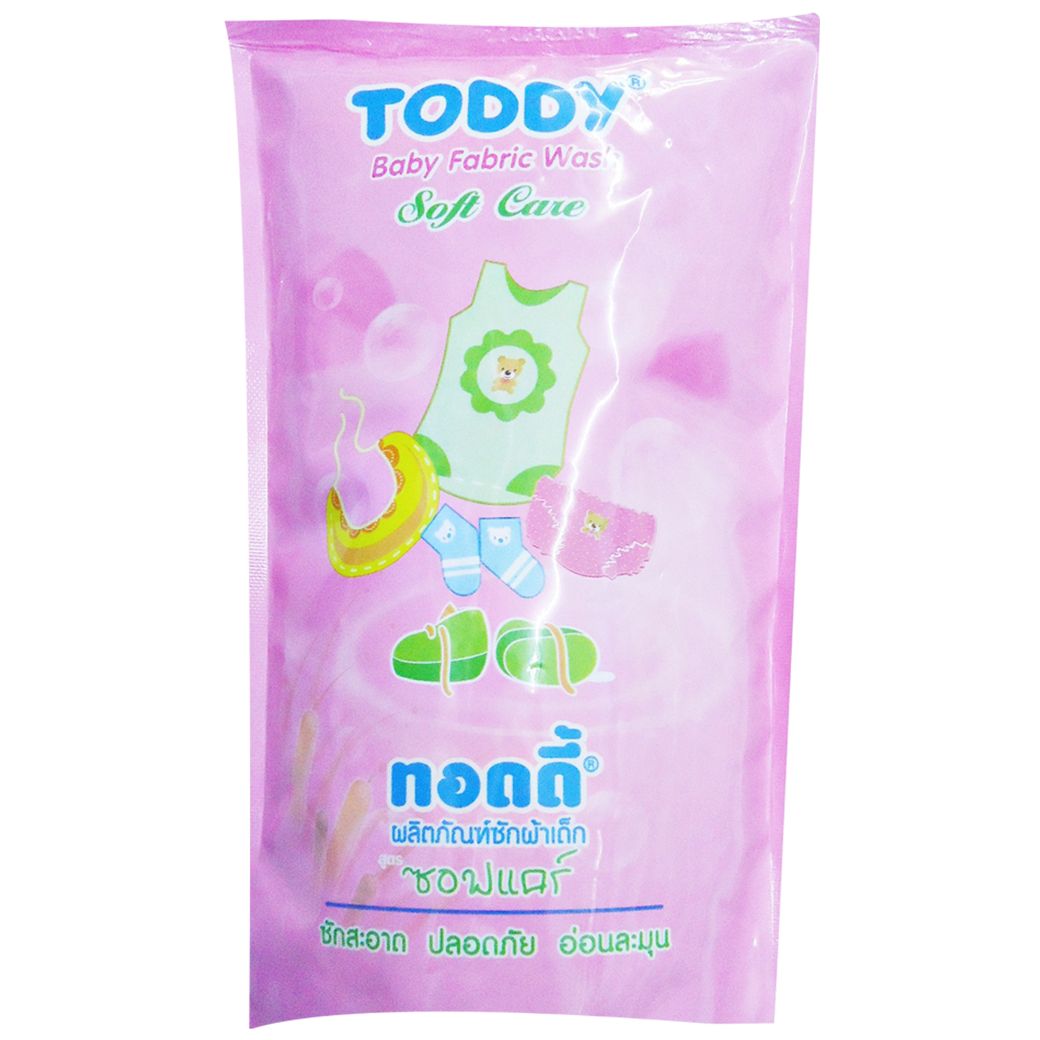 TODDY®
Baby Fabric Wash
Soft Care
ทอดดี้®
ผลิตภัณฑ์ซักผ้าเด็ก
สูตร ซอฟแคร์
ซักสะอาด ปลอดภัย อ่อนละมุน